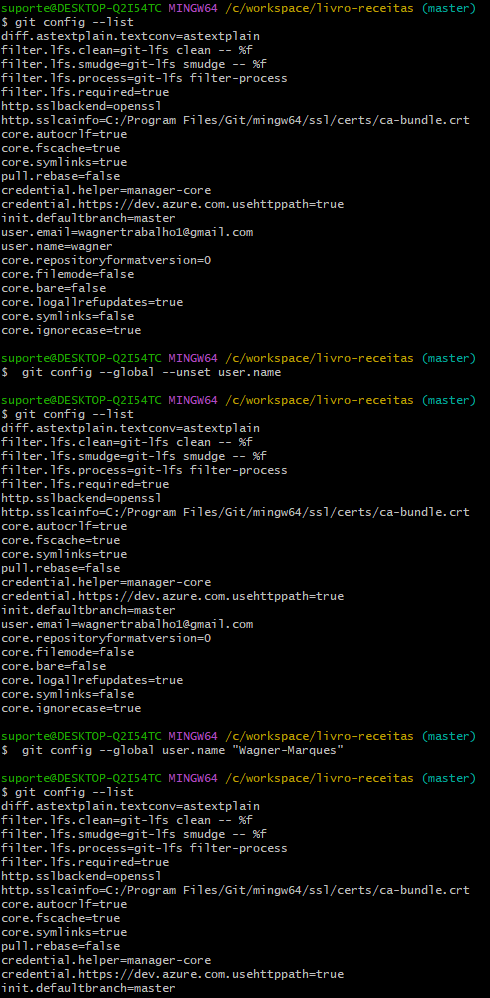 suporte@DESKTOP-Q2I54TC MINGW64 /c/workspace/livro-receitas (master)
$ git config --list
diff.astextplain.textconv=astextplain
filter.lfs.clean=git-lfs clean -- %f
filter.lfs.smudge=git-lfs smudge -- %f
filter.lfs.process=git-lfs filter-process
filter.lfs.required=true
http.sslbackend=openssl
http.sslcainfo=C:/Program Files/Git/mingw64/ssl/certs/ca-bundle.crt
core.autocrlf=true
core.fscache=true
core.symlinks=true
pull.rebase=false
credential.helper=manager-core
credential.https://dev.azure.com.usehttppath=true
init.defaultbranch=master
user.email=wagnertrabalho1@gmail.com
user.name=wagner
core.repositoryformatversion=0
core.filemode=false
core.bare=false
core.logallrefupdates=true
core.symlinks=false
core.ignorecase=true
suporte@DESKTOP-Q2I54TC MINGW64 /c/workspace/livro-receitas (master)
$  git config --global --unset user.name
suporte@DESKTOP-Q2I54TC MINGW64 /c/workspace/livro-receitas (master)
$ git config --list
diff.astextplain.textconv=astextplain
filter.lfs.clean=git-lfs clean -- %f
filter.lfs.smudge=git-lfs smudge -- %f
filter.lfs.process=git-lfs filter-process
filter.lfs.required=true
http.sslbackend=openssl
http.sslcainfo=C:/Program Files/Git/mingw64/ssl/certs/ca-bundle.crt
core.autocrlf=true
core.fscache=true
core.symlinks=true
pull.rebase=false
credential.helper=manager-core
credential.https://dev.azure.com.usehttppath=true
init.defaultbranch=master
user.email=wagnertrabalho1@gmail.com
core.repositoryformatversion=0
core.filemode=false
core.bare=false
core.logallrefupdates=true
core.symlinks=false
core.ignorecase=true
suporte@DESKTOP-Q2I54TC MINGW64 /c/workspace/livro-receitas (master)
$  git config --global user.name "Wagner-Marques"
suporte@DESKTOP-Q2I54TC MINGW64 /c/workspace/livro-receitas (master)
$ git config --list
diff.astextplain.textconv=astextplain
filter.lfs.clean=git-lfs clean -- %f
filter.lfs.smudge=git-lfs smudge -- %f
filter.lfs.process=git-lfs filter-process
filter.lfs.required=true
http.sslbackend=openssl
http.sslcainfo=C:/Program Files/Git/mingw64/ssl/certs/ca-bundle.crt
core.autocrlf=true
core.fscache=true
core.symlinks=true
pull.rebase=false
credential.helper=manager-core
credential.https://dev.azure.com.usehttppath=true
init.defaultbranch=master